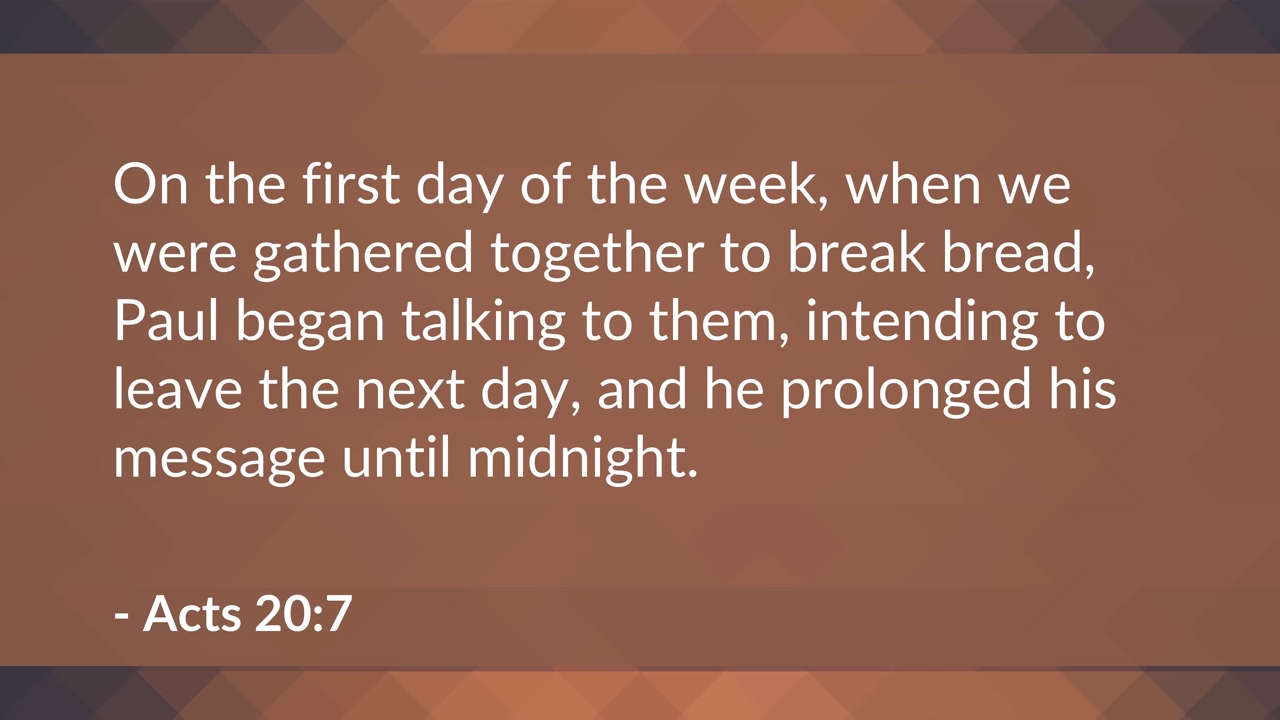 On the first day of the week, when we
were gathered together to break bread,
Paul began talking to them, intending to
leave the next day, and he prolonged his
message until midnight.
- Acts 20:7